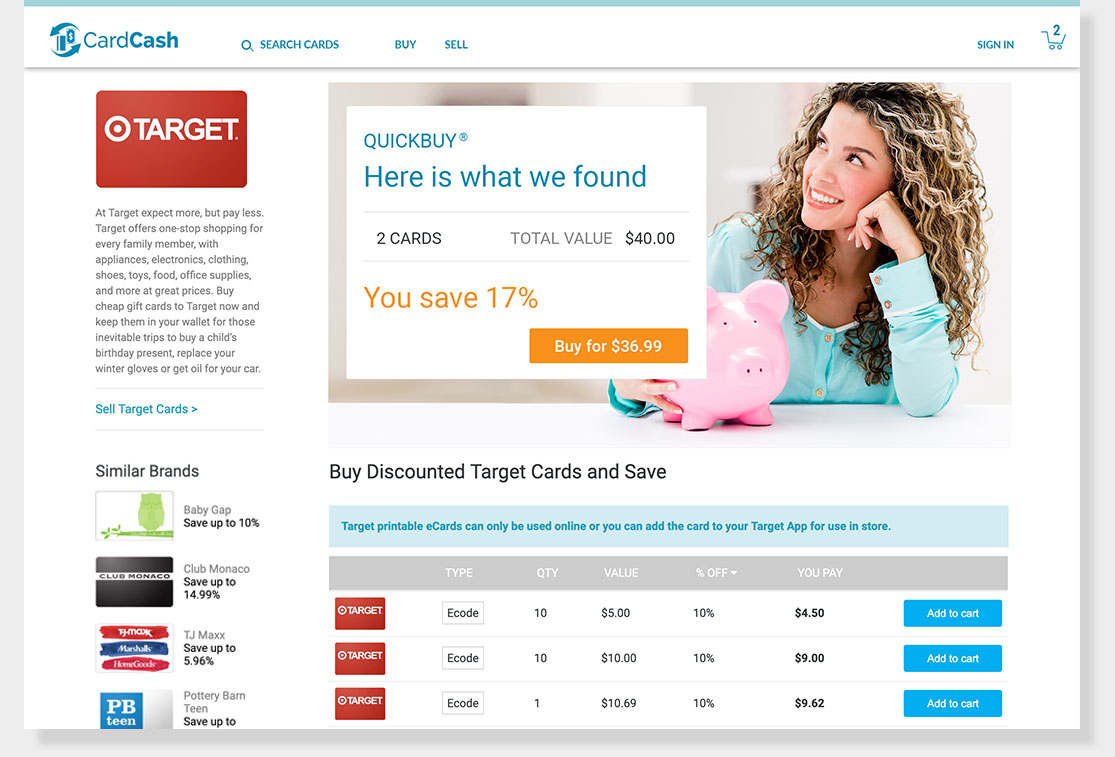 CardCash
SEARCH CARDS
BUY
SELL
SIGN IN
2
TARGET
At Target expect more, but pay less.
Target offers one-stop shopping for
every family member, with
appliances, electronics, clothing,
shoes, toys, food, office supplies,
and more at great prices. Buy
cheap gift cards to Target now and
keep them in your wallet for those
inevitable trips to buy a child's
birthday present, replace your
winter gloves or get oil for your car.
Sell Target Cards >
Similar Brands
Baby Gap
Save up to 10%
CLUB MONACO
Club Monaco
Save up to
14.99%
T·J·maxx
Marshalls
HomeGoods
TJ Maxx
Save up to
5.96%
PB
teen
Pottery Barn
Teen
Save up to
QUICKBUY®
Here is what we found
2 CARDS TOTAL VALUE $40.00
You save 17%
Buy for $36.99
Buy Discounted Target Cards and Save
Target printable eCards can only be used online or you can add the card to your Target App for use in store.
TYPE QTY VALUE % OFF YOU PAY
TARGET Ecode 10 $5.00 10% $4.50 Add to cart
TARGET Ecode 10 $10.00 10% $9.00 Add to cart
TARGET Ecode 1 $10.69 10% $9.62 Add to cart